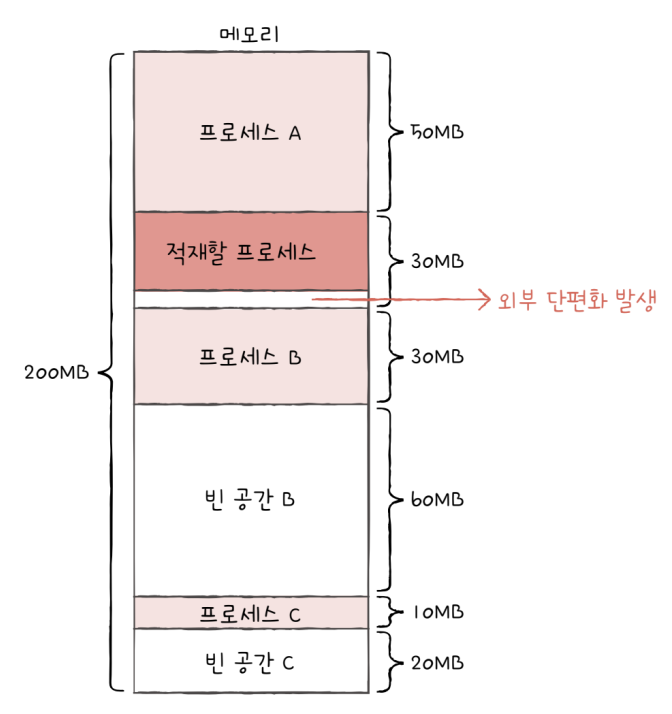 메모리
프로세스 A
50MB
적재할 프로세스
30MB
외부 단편화 발생
프로세스 B
30MB
200MB
빈 공간 B
60MB
프로세스 C
10MB
빈 공간 C
20MB